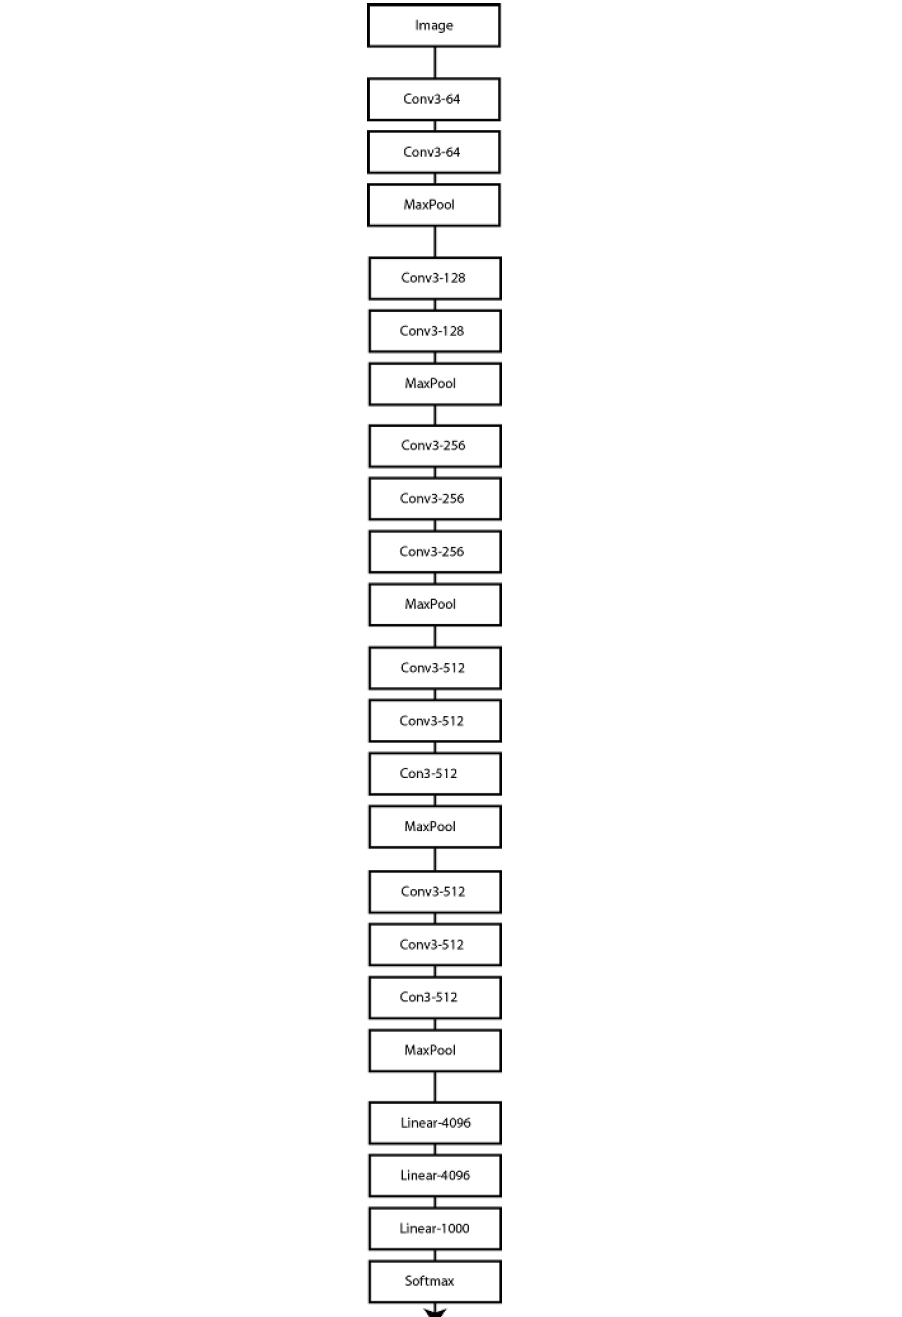 Image
Conv3-64
Conv3-64
MaxPool
Conv3-128
Conv3-128
MaxPool
Conv3-256
Conv3-256
Conv3-256
MaxPool
Conv3-512
Conv3-512
Con3-512
MaxPool
Conv3-512
Conv3-512
Con3-512
MaxPool
Linear-4096
Linear-4096
Linear-1000
Softmax